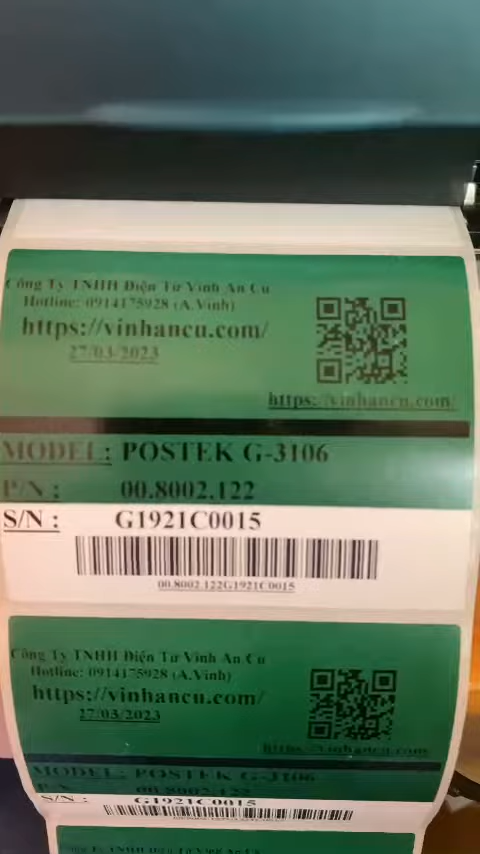 Công Ty TNHH Điện Tử Vinh An Cu
Hotline: 0914175928 (A.Vinh)
https://vinhancu.com/
27/03/2023
https://vinhancu.com/
MODEL: POSTEK G-3106
P/N : 00.8002.122
S/N : G1921C0015
00.8002.122G1921C0015
Công Ty TNHH Điện Tử Vinh An Cu
Hotline: 0914175928 (A.Vinh)
https://vinhancu.com/
27/03/2023
https://vinhancu.com/
MODEL: POSTEK G-3106
S/N : G1921C0015